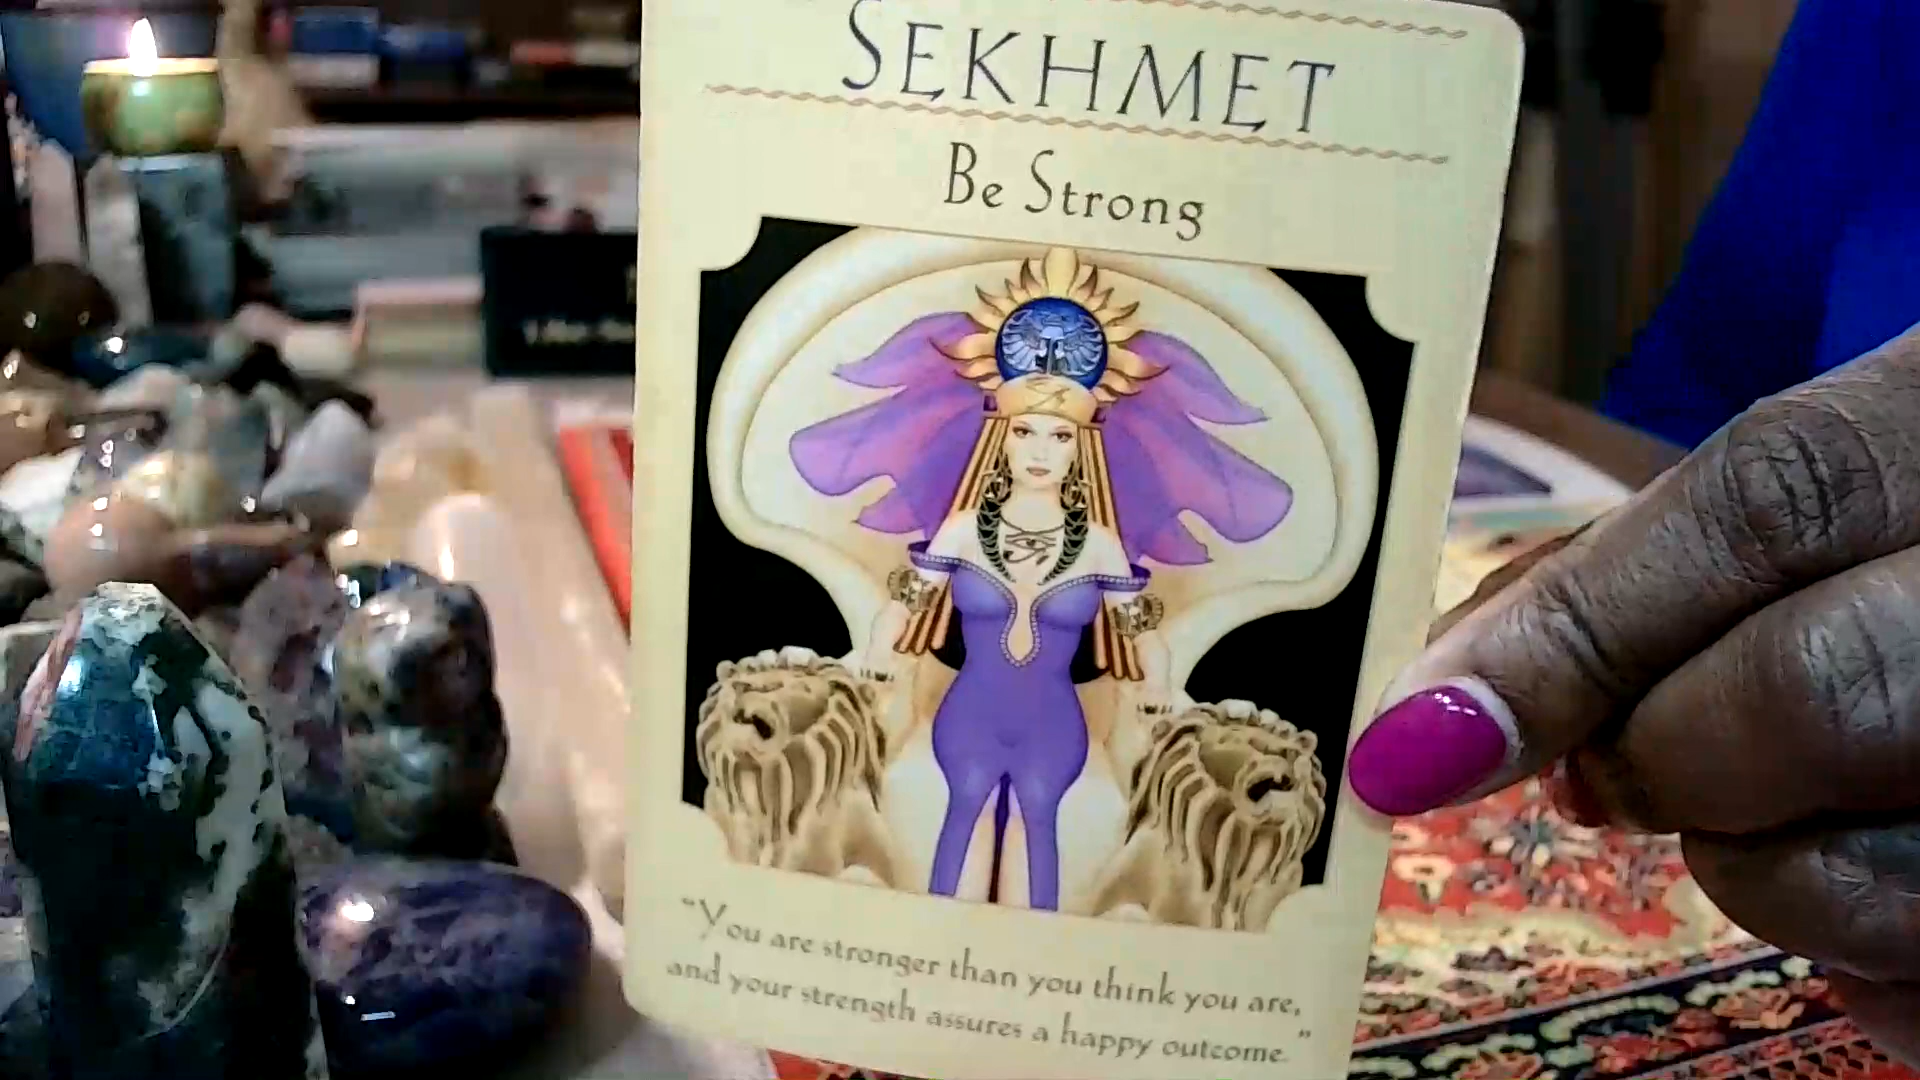 SEKHMET
Be Strong
"You are stronger than you think you are,
and your strength assures a happy outcome."